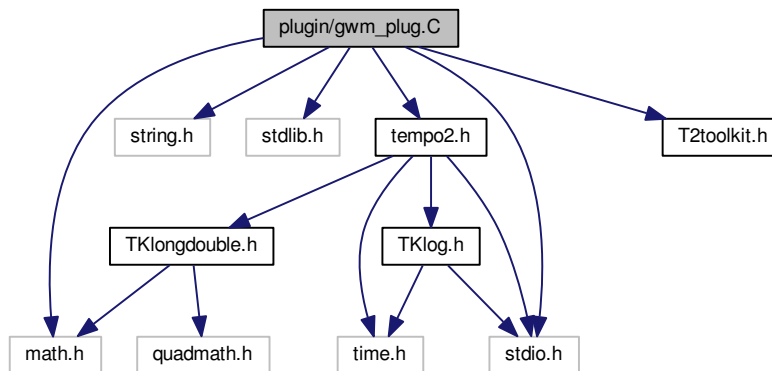 plugin/gwm_plug.C
string.h
stdlib.h
tempo2.h
T2toolkit.h
TKlongdouble.h
TKlog.h
math.h
quadmath.h
time.h
stdio.h